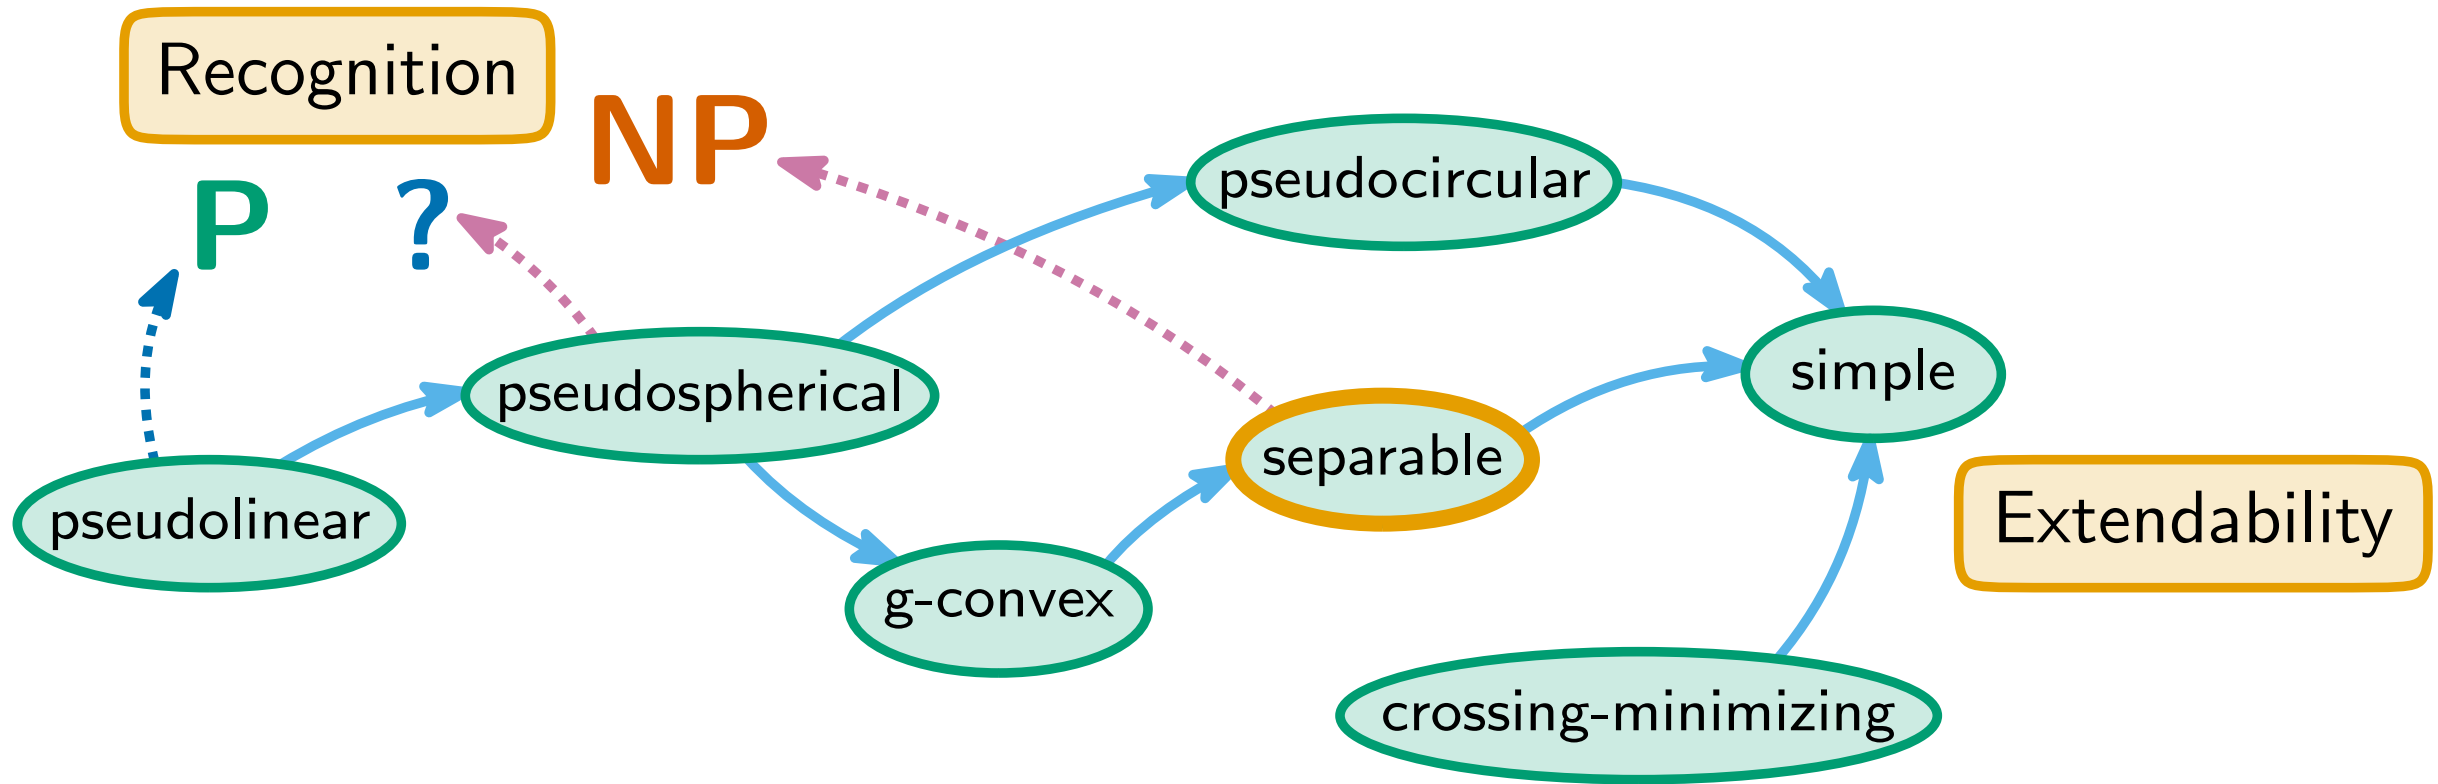 Recognition
NP
P
?
pseudocircular
simple
pseudospherical
separable
pseudolinear
Extendability
g-convex
crossing-minimizing